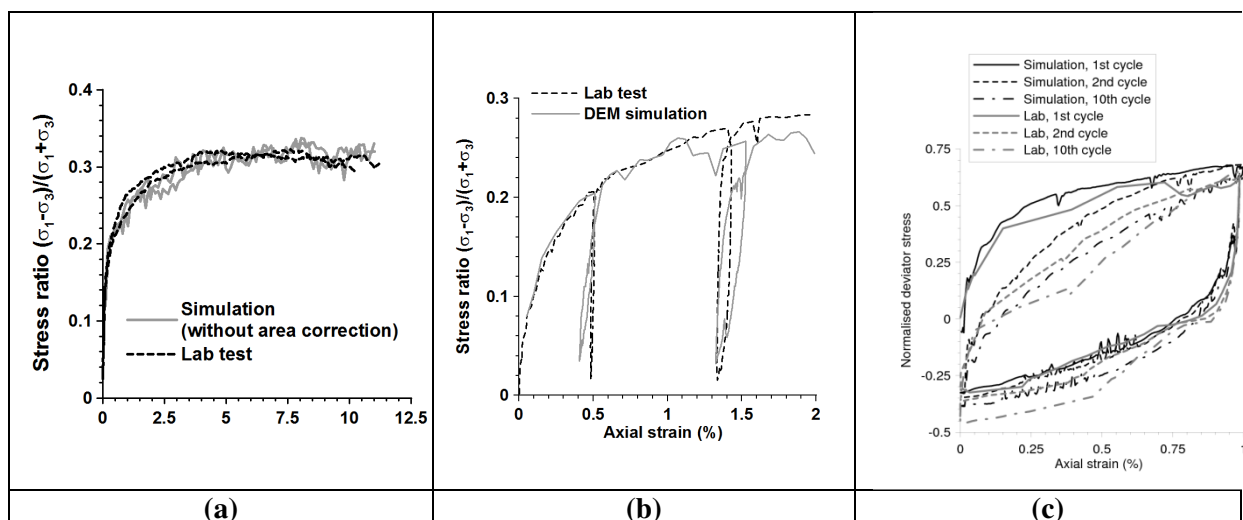 0.4
0.3
0.2
0.1
0
0
2.5
5
7.5
10
12.5
Stress ratio (σ1-σ3)/(σ1+σ3)
Simulation
(without area correction)
Lab test
(a)
0.3
0.2
0.1
0
0
0.5
1
1.5
2
Stress ratio (σ1-σ3)/(σ1+σ3)
Axial strain (%)
Lab test
DEM simulation
(b)
Simulation, 1st cycle
Simulation, 2nd cycle
Simulation, 10th cycle
Lab, 1st cycle
Lab, 2nd cycle
Lab, 10th cycle
0.75
0.5
0.25
0
-0.25
-0.5
0
0.25
0.5
0.75
1
Normalised deviator stress
Axial strain (%)
(c)